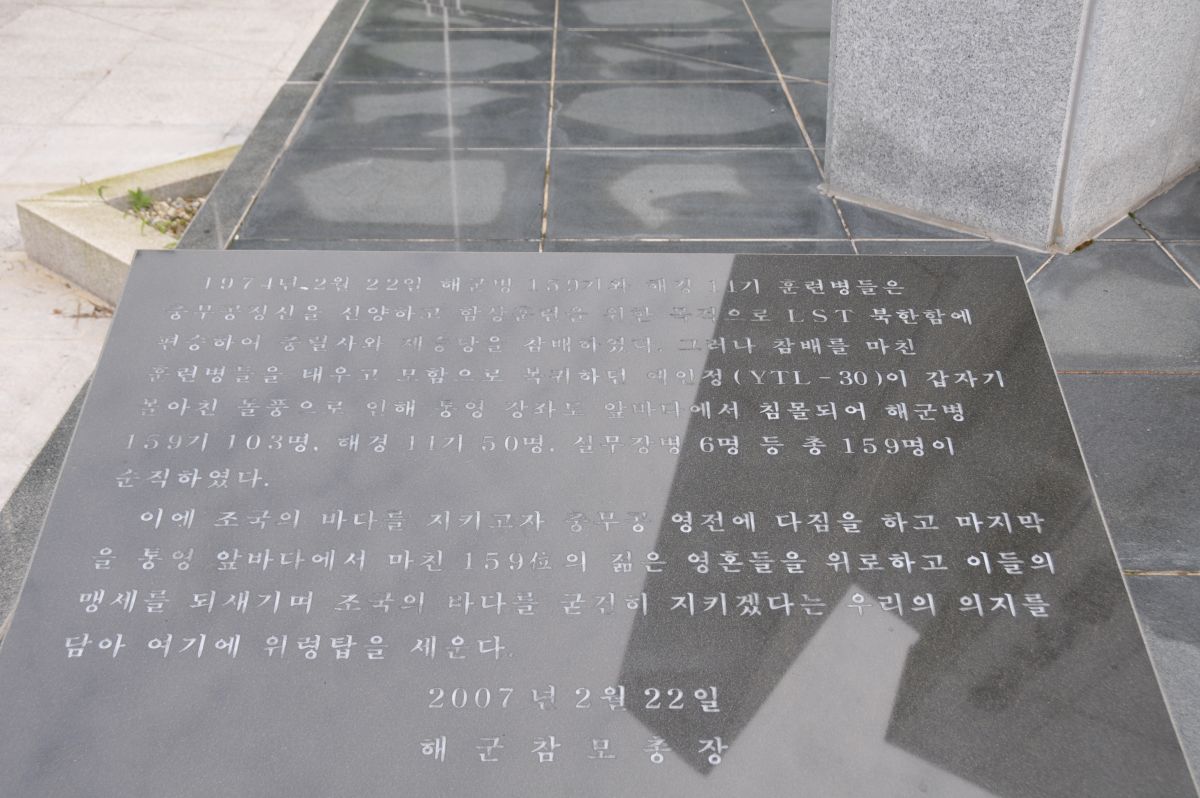 1974년 2월 22일 해군병 159기와 해경 11기 훈련병들은
충무공정신을 신양하고 함상훈련을 위한 목적으로 LST 북한함에
편승하여 충렬사와 제승당을 참배하였다. 그러나 참배를 마친
훈련병들을 태우고 모함으로 복귀하던 예인정(YTL-30)이 갑자기
몰아친 돌풍으로 인해 통영 장좌도 앞바다에서 침몰되어 해군병
159기 103명, 해경 11기 50명, 실무장병 6명 등 총 159명이
순직하였다.
이에 조국의 바다를 지키고자 충무공 영전에 다짐을 하고 마지막
을 통영 앞바다에서 마친 159位의 젊은 영혼들을 위로하고 이들의
맹세를 되새기며 조국의 바다를 굳건히 지키겠다는 우리의 의지를
담아 여기에 위령탑을 세운다.
2007년 2월 22일
해군참모총장